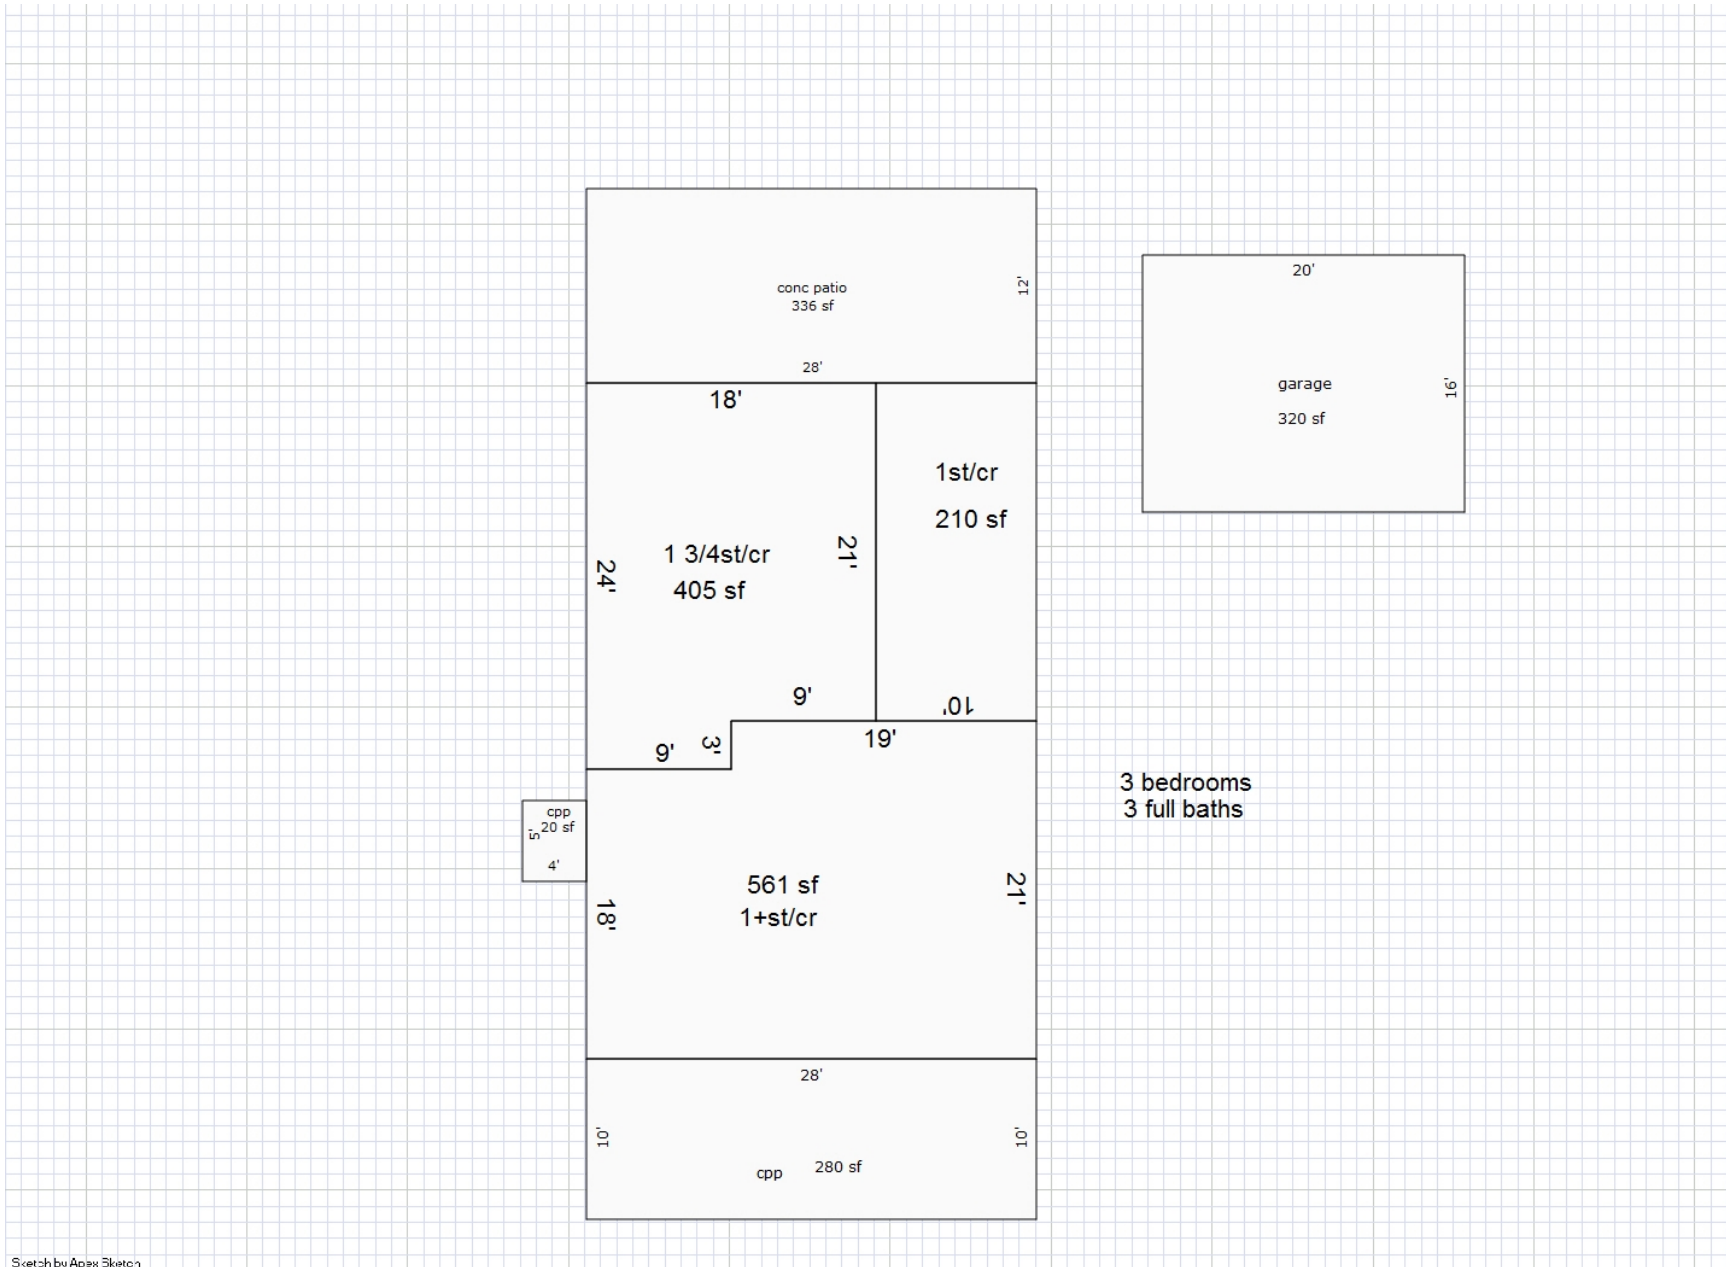 conc patio
336 sf
12'
28'
20'
garage
320 sf
16'
18'
1st/cr
210 sf
1 3/4st/cr
405 sf
24'
21'
9'
10'
9'
3'
19'
3 bedrooms
3 full baths
cpp
20 sf
5'
4'
561 sf
1+st/cr
18'
21'
28'
10'
10'
cpp
280 sf
Sketch by Apex Sketch